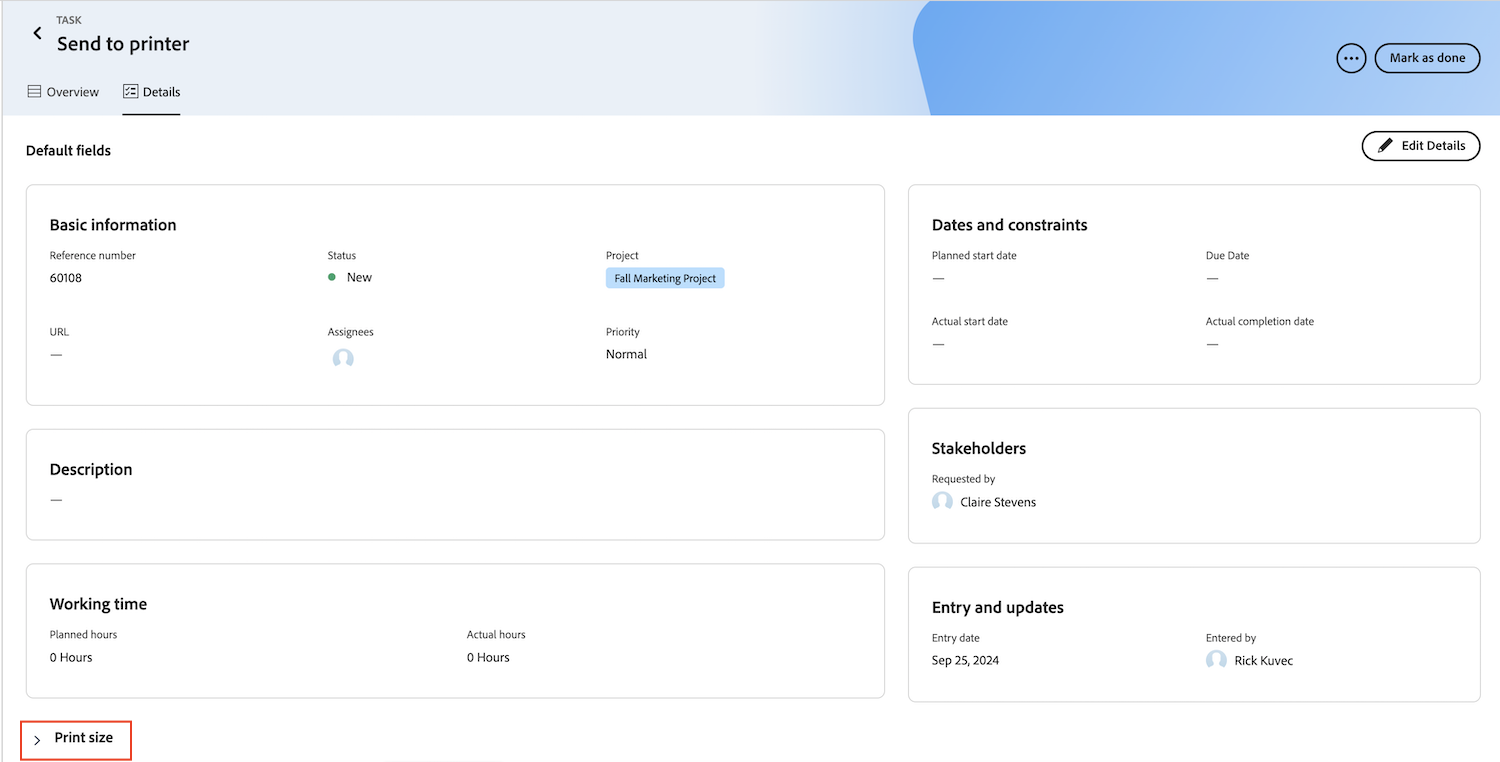 TASK
Send to printer
Mark as done
Overview Details
Default fields
Edit Details
Basic information
Reference number Status Project
60108 New Fall Marketing Project
URL Assignees Priority
— Normal
Description
—
Working time
Planned hours Actual hours
0 Hours 0 Hours
Dates and constraints
Planned start date Due Date
— —
Actual start date Actual completion date
— —
Stakeholders
Requested by
Claire Stevens
Entry and updates
Entry date Entered by
Sep 25, 2024 Rick Kuvec
Print size